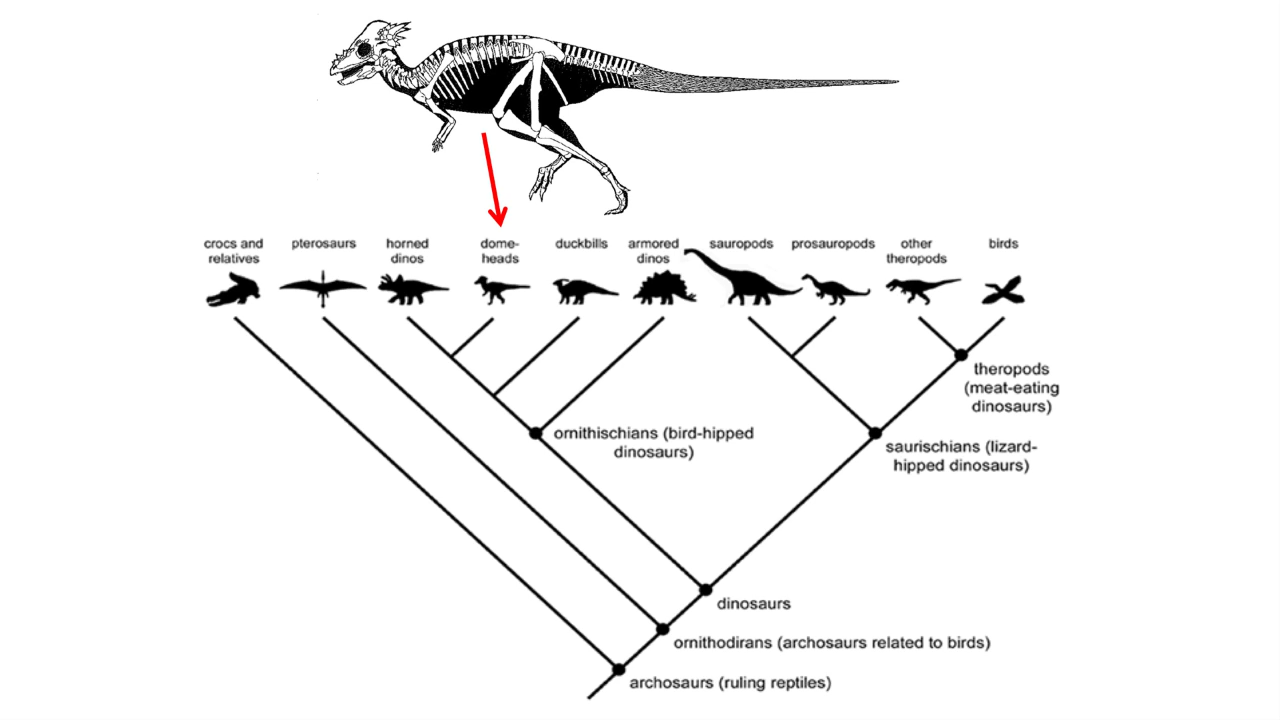 crocs and
relatives
pterosaurs
horned
dinos
dome-
heads
duckbills
armored
dinos
sauropods
prosauropods
other
theropods
birds
theropods
(meat-eating
dinosaurs)
ornithischians (bird-hipped
dinosaurs)
saurischians (lizard-
hipped dinosaurs)
dinosaurs
ornithodirans (archosaurs related to birds)
archosaurs (ruling reptiles)